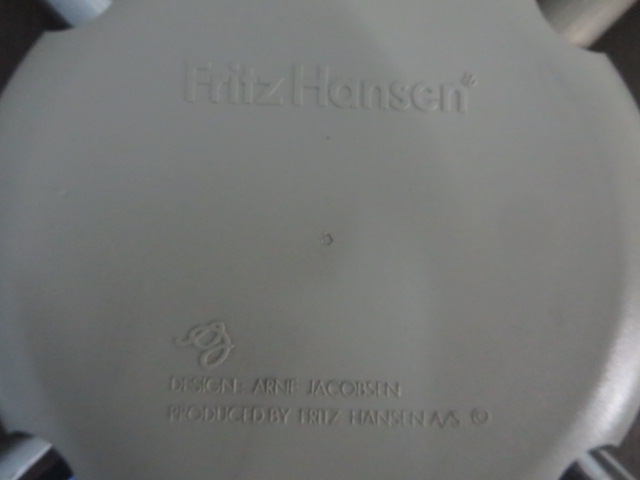 Fritz Hansen®
DESIGN: ARNE JACOBSEN
PRODUCED BY FRITZ HANSEN A/S ©